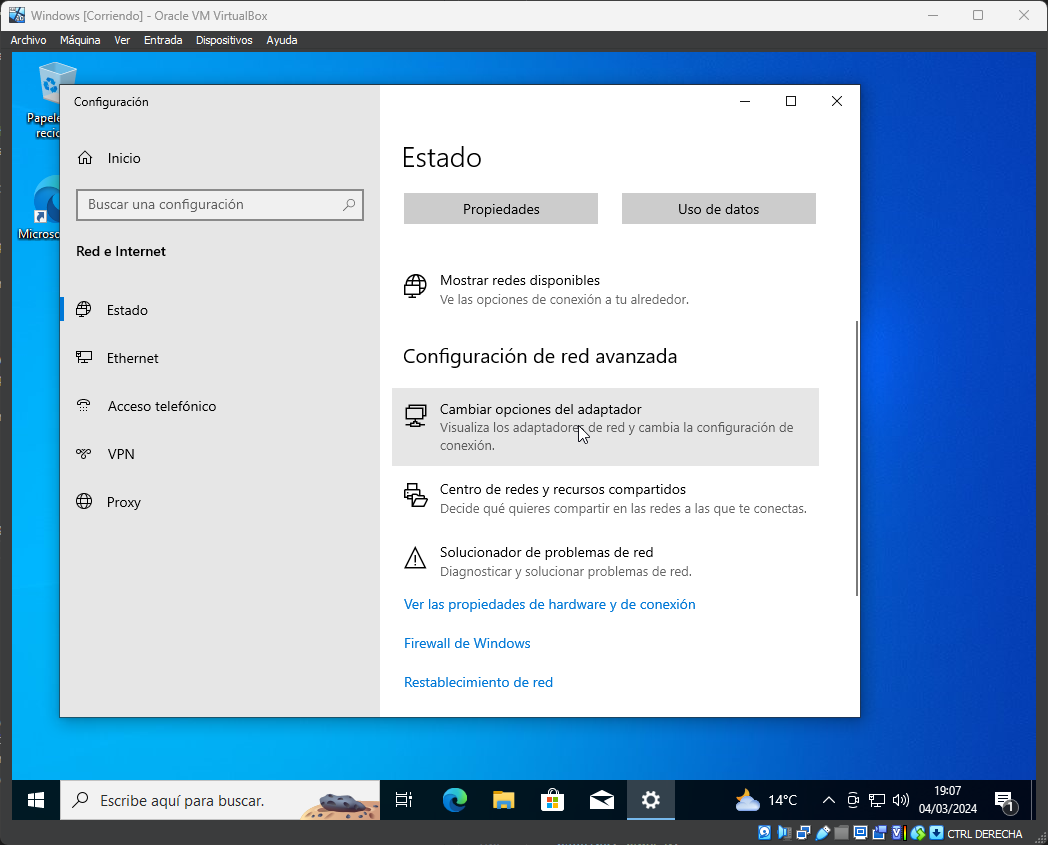 Windows [Corriendo] - Oracle VM VirtualBox
Archivo Máquina Ver Entrada Dispositivos Ayuda
Configuración
Inicio
Buscar una configuración
Red e Internet
Estado
Ethernet
Acceso telefónico
VPN
Proxy
Estado
Propiedades Uso de datos
Mostrar redes disponibles
Ve las opciones de conexión a tu alrededor.
Configuración de red avanzada
Cambiar opciones del adaptador
Visualiza los adaptadores de red y cambia la configuración de
conexión.
Centro de redes y recursos compartidos
Decide qué quieres compartir en las redes a las que te conectas.
Solucionador de problemas de red
Diagnosticar y solucionar problemas de red.
Ver las propiedades de hardware y de conexión
Firewall de Windows
Restablecimiento de red
Escribe aquí para buscar.
14°C
19:07
04/03/2024
1
CTRL DERECHA